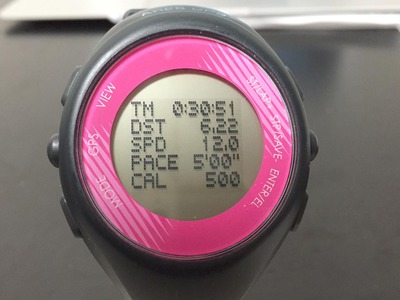 VIEW
GPS
MODE
TM 0:30:51
DST 6.22
SPD 12.0
PACE 5'00"
CAL 500
ENTER/EL